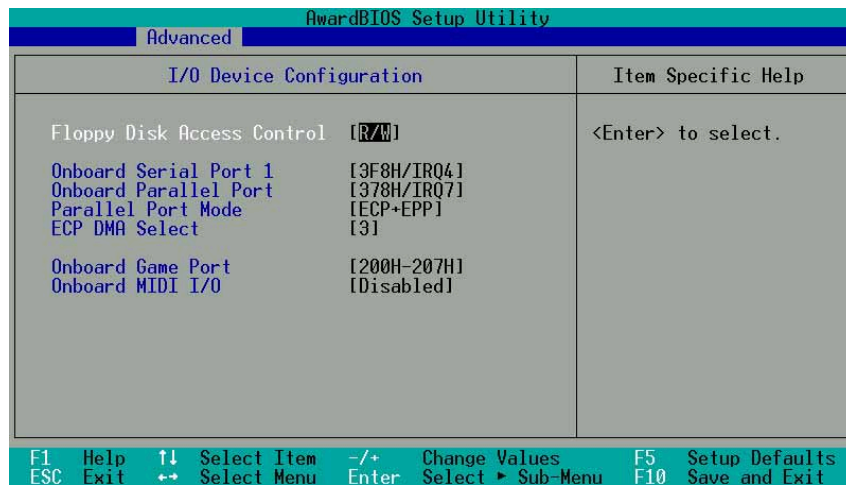 AwardBIOS Setup Utility
Advanced
I/O Device Configuration
Item Specific Help
Floppy Disk Access Control [R/W]
<Enter> to select.
Onboard Serial Port 1 [3F8H/IRQ4]
Onboard Parallel Port [378H/IRQ7]
Parallel Port Mode [ECP+EPP]
ECP DMA Select [3]
Onboard Game Port [200H-207H]
Onboard MIDI I/O [Disabled]
F1 Help ↑↓ Select Item -/+ Change Values F5 Setup Defaults
ESC Exit ←→ Select Menu Enter Select ► Sub-Menu F10 Save and Exit